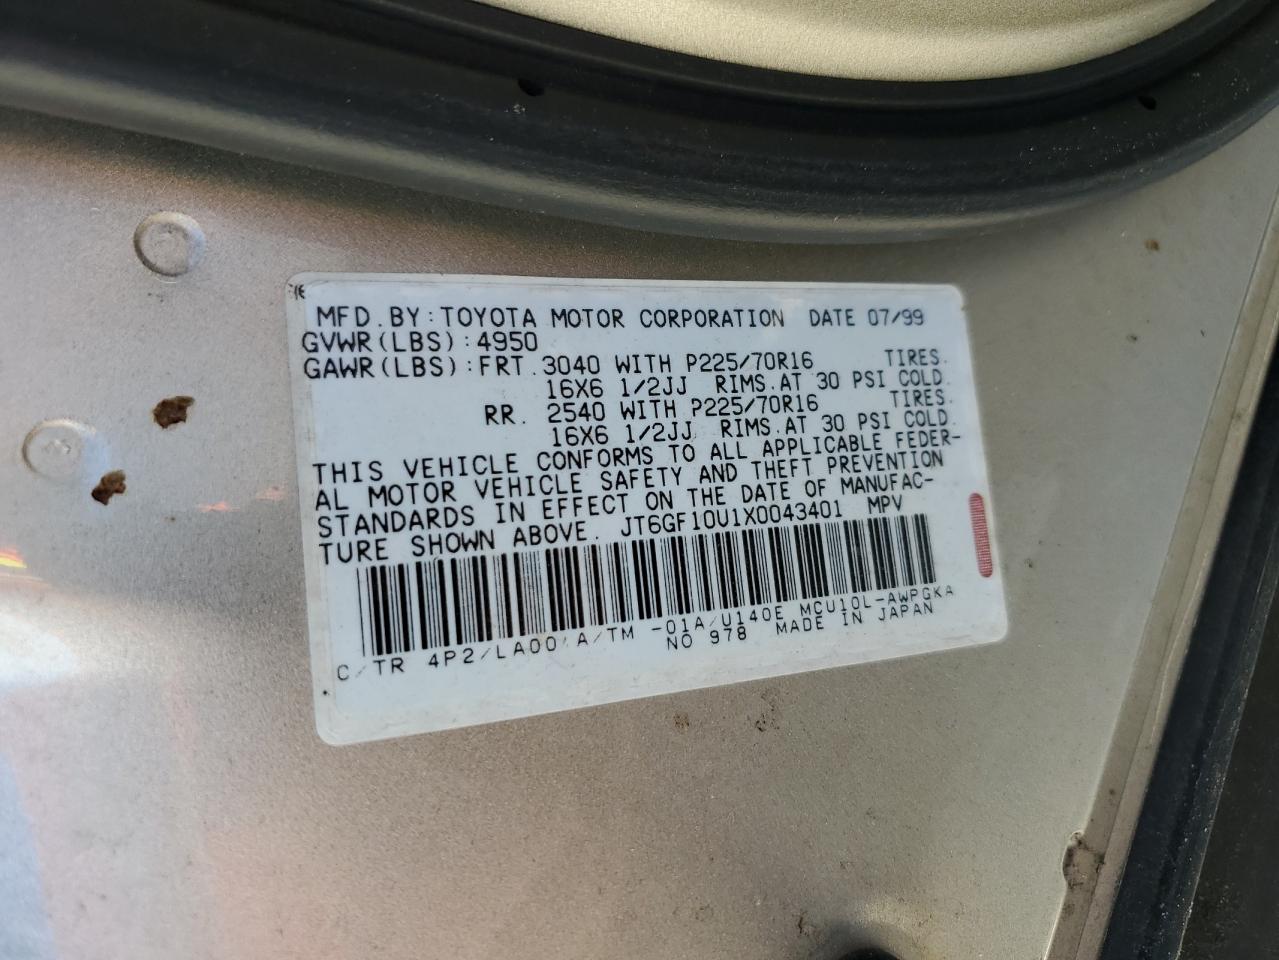 MFD. BY: TOYOTA MOTOR CORPORATION DATE 07/99
GVWR(LBS):4950
GAWR(LBS):FRT. 3040 WITH P225/70R16 TIRES.
16X6 1/2JJ RIMS.AT 30 PSI COLD.
RR. 2540 WITH P225/70R16 TIRES.
16X6 1/2JJ RIMS.AT 30 PSI COLD.
THIS VEHICLE CONFORMS TO ALL APPLICABLE FEDER-
AL MOTOR VEHICLE SAFETY AND THEFT PREVENTION
STANDARDS IN EFFECT ON THE DATE OF MANUFAC-
TURE SHOWN ABOVE. JT6GF10U1X0043401 MPV
C/TR 4P2/LA00 A/TM -01A/U140E MCU10L-AWPGKA
NO 978 MADE IN JAPAN